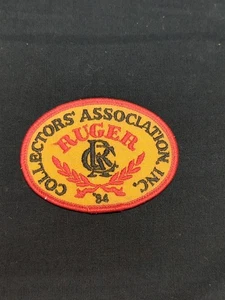 COLLECTORS' ASSOCIATION, INC.
RUGER
RCA
'84